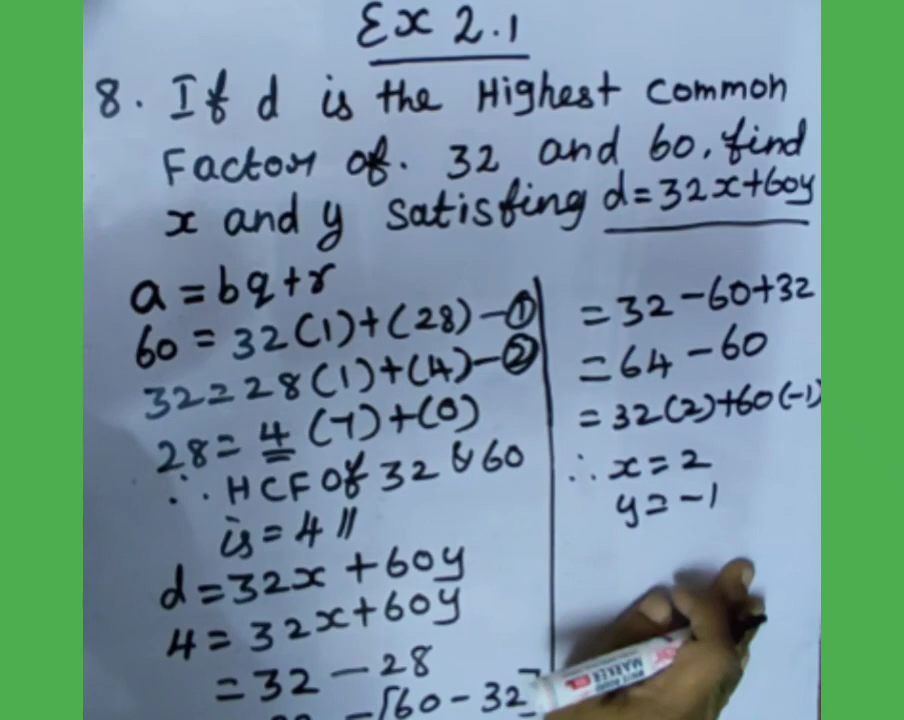 Ex 2.1
8. If d is the Highest common
Factor of. 32 and 60, find
x and y satisfing d=32x+60y
a=bq+r
60=32(1)+(28)-①
32=28(1)+(4)-②
28=4(7)+(0)
∴ HCF Of 32 & 60
is=4//
d=32x+60y
4=32x+60y
=32-28
-[60-32]
=32-60+32
=64-60
=32(2)+60(-1)
∴ x=2
y=-1
MARKER